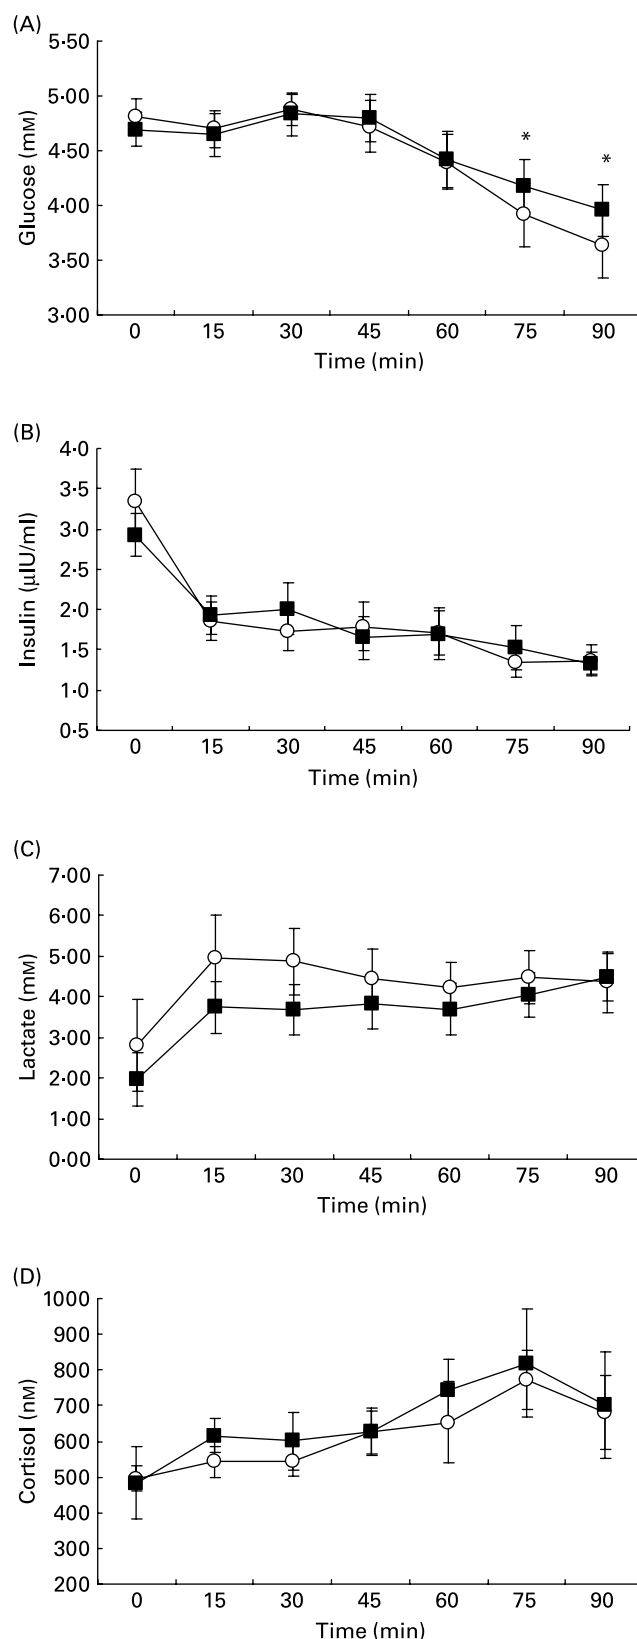 (A)
5·50
5·00
4·50
4·00
3·50
3·00
Glucose (mM)
*
*
0 15 30 45 60 75 90
Time (min)
(B)
4·0
3·5
3·0
2·5
2·0
1·5
1·0
0·5
Insulin (μIU/ml)
0 15 30 45 60 75 90
Time (min)
(C)
7·00
6·00
5·00
4·00
3·00
2·00
1·00
0·00
Lactate (mM)
0 15 30 45 60 75 90
Time (min)
(D)
1000
900
800
700
600
500
400
300
200
Cortisol (nM)
0 15 30 45 60 75 90
Time (min)